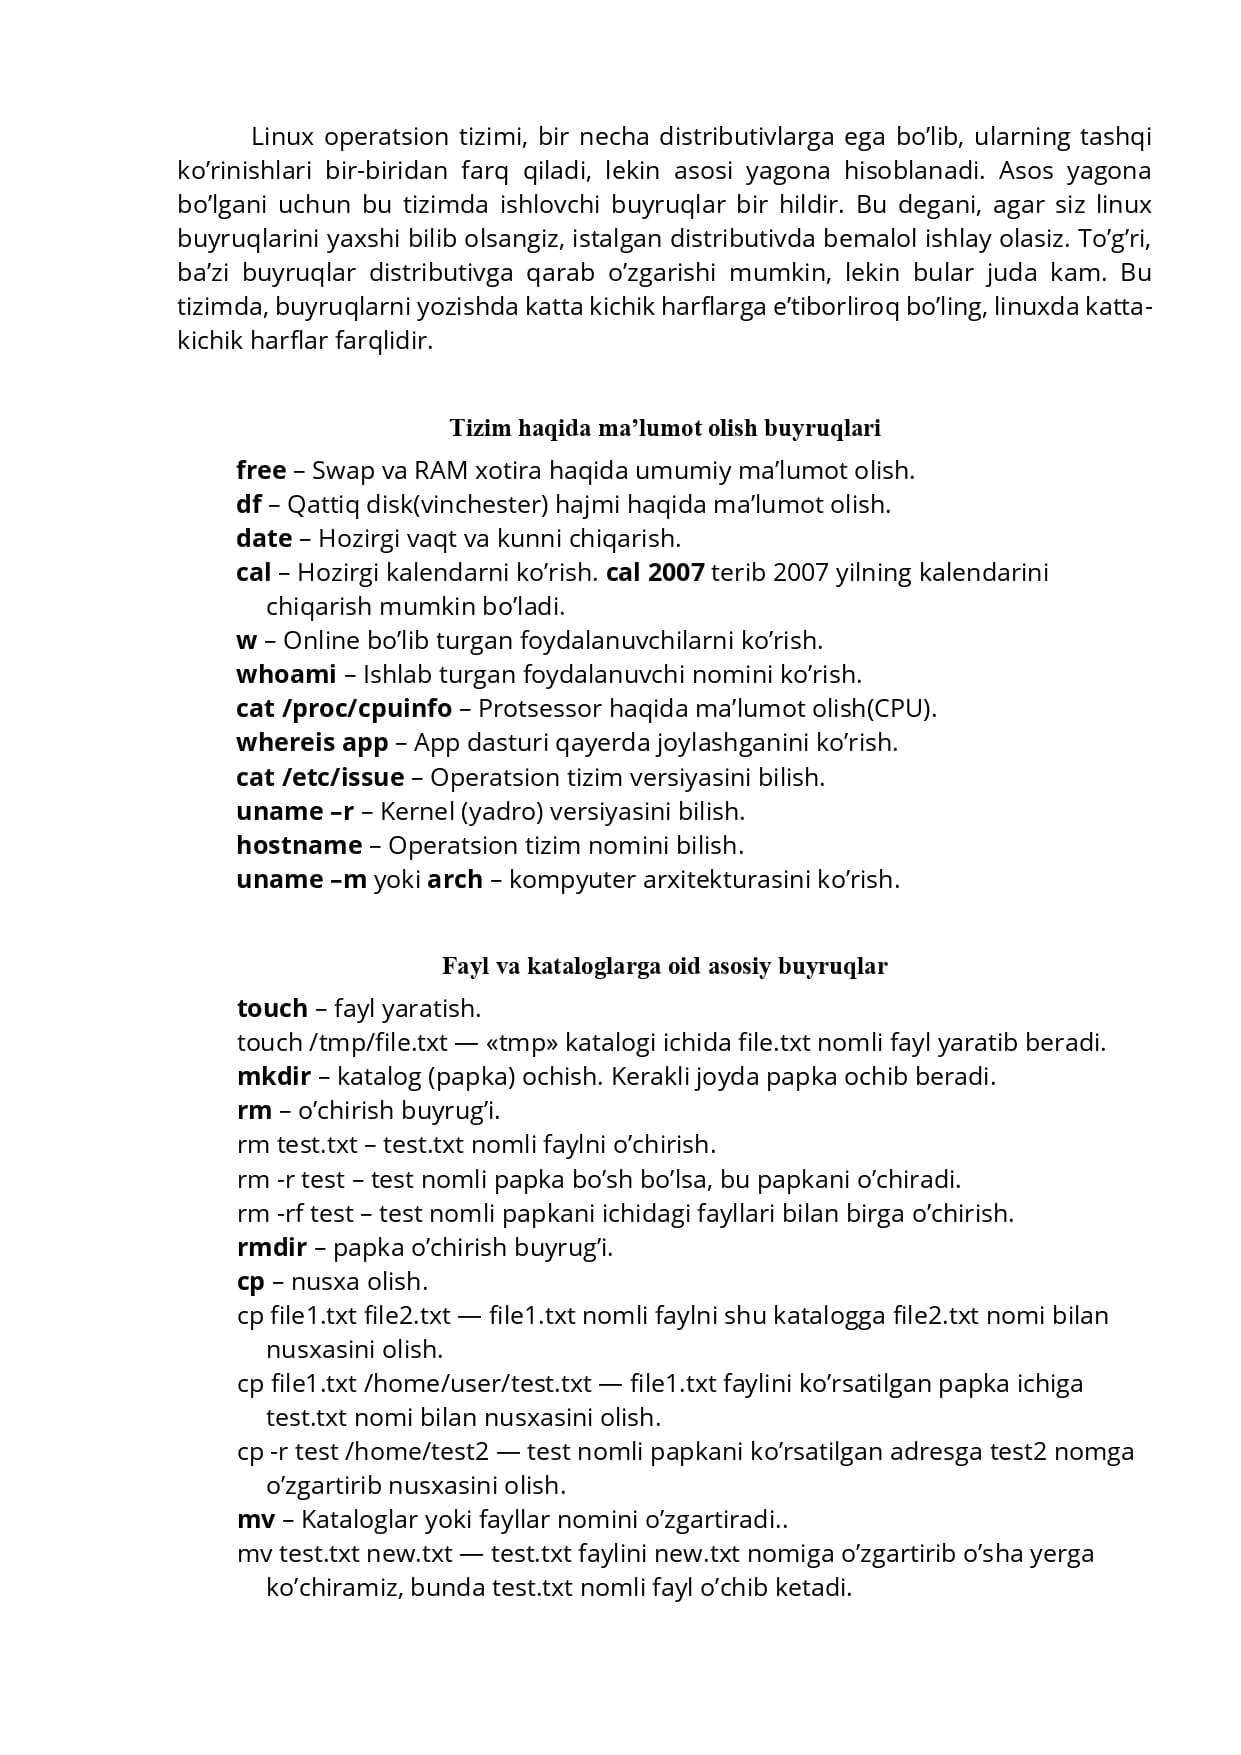 Linux operatsion tizimi, bir necha distributivlarga ega bo’lib, ularning tashqi
ko’rinishlari bir-biridan farq qiladi, lekin asosi yagona hisoblanadi. Asos yagona
bo’lgani uchun bu tizimda ishlovchi buyruqlar bir hildir. Bu degani, agar siz linux
buyruqlarini yaxshi bilib olsangiz, istalgan distributivda bemalol ishlay olasiz. To’g’ri,
ba’zi buyruqlar distributivga qarab o’zgarishi mumkin, lekin bular juda kam. Bu
tizimda, buyruqlarni yozishda katta kichik harflarga e’tiborliroq bo’ling, linuxda katta-
kichik harflar farqlidir.
Tizim haqida ma’lumot olish buyruqlari
free – Swap va RAM xotira haqida umumiy ma’lumot olish.
df – Qattiq disk(vinchester) hajmi haqida ma’lumot olish.
date – Hozirgi vaqt va kunni chiqarish.
cal – Hozirgi kalendarni ko’rish. cal 2007 terib 2007 yilning kalendarini
chiqarish mumkin bo’ladi.
w – Online bo’lib turgan foydalanuvchilarni ko’rish.
whoami – Ishlab turgan foydalanuvchi nomini ko’rish.
cat /proc/cpuinfo – Protsessor haqida ma’lumot olish(CPU).
whereis app – App dasturi qayerda joylashganini ko’rish.
cat /etc/issue – Operatsion tizim versiyasini bilish.
uname –r – Kernel (yadro) versiyasini bilish.
hostname – Operatsion tizim nomini bilish.
uname –m yoki arch – kompyuter arxitekturasini ko’rish.
Fayl va kataloglarga oid asosiy buyruqlar
touch – fayl yaratish.
touch /tmp/file.txt — «tmp» katalogi ichida file.txt nomli fayl yaratib beradi.
mkdir – katalog (papka) ochish. Kerakli joyda papka ochib beradi.
rm – o’chirish buyrug’i.
rm test.txt – test.txt nomli faylni o’chirish.
rm -r test – test nomli papka bo’sh bo’lsa, bu papkani o’chiradi.
rm -rf test – test nomli papkani ichidagi fayllari bilan birga o’chirish.
rmdir – papka o’chirish buyrug’i.
cp – nusxa olish.
cp file1.txt file2.txt — file1.txt nomli faylni shu katalogga file2.txt nomi bilan
nusxasini olish.
cp file1.txt /home/user/test.txt — file1.txt faylini ko’rsatilgan papka ichiga
test.txt nomi bilan nusxasini olish.
cp -r test /home/test2 — test nomli papkani ko’rsatilgan adresga test2 nomga
o’zgartirib nusxasini olish.
mv – Kataloglar yoki fayllar nomini o’zgartiradi..
mv test.txt new.txt — test.txt faylini new.txt nomiga o’zgartirib o’sha yerga
ko’chiramiz, bunda test.txt nomli fayl o’chib ketadi.